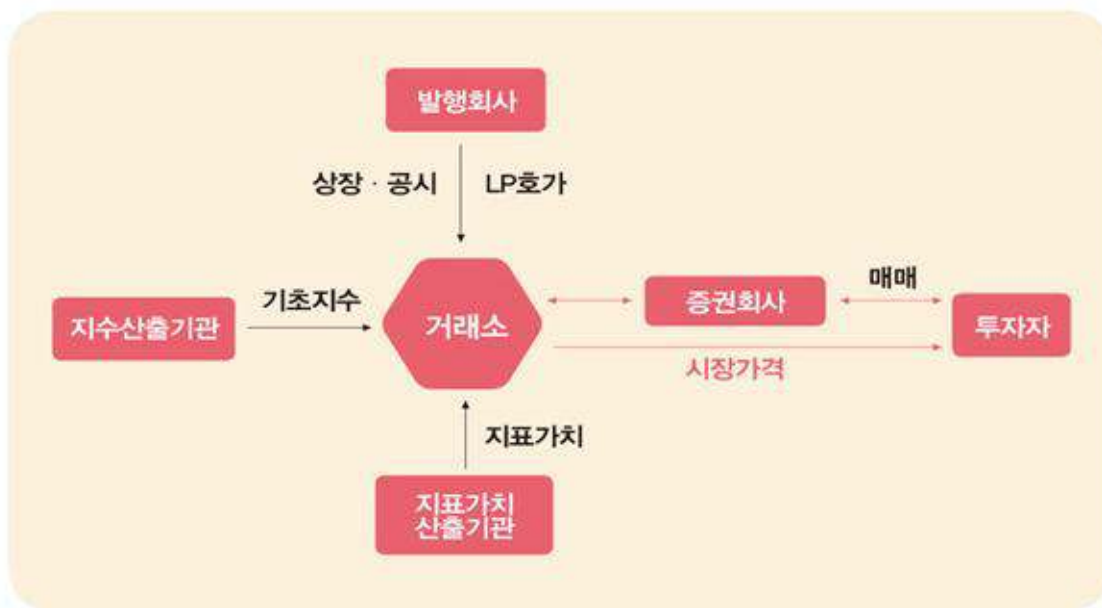 발행회사
상장 · 공시
LP호가
지수산출기관
기초지수
거래소
증권회사
매매
투자자
시장가격
지표가치
지표가치
산출기관